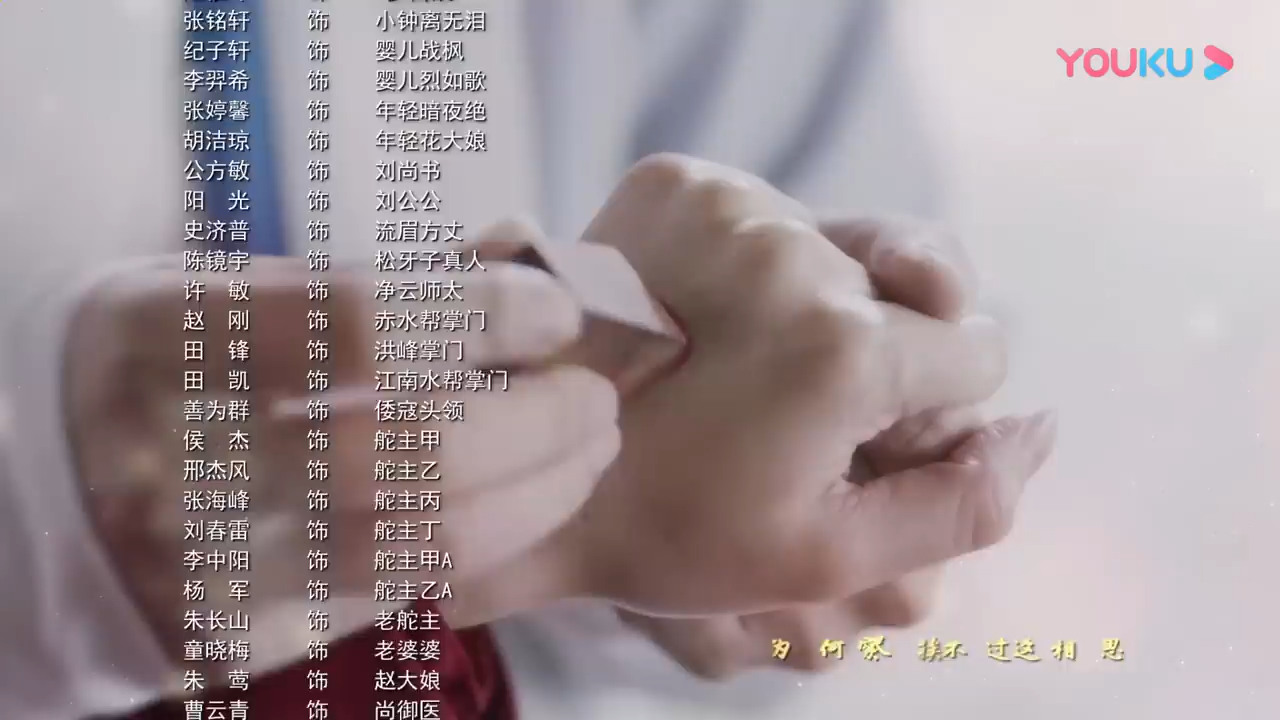 YOUKU
张铭轩 饰 小钟离无泪
纪子轩 饰 婴儿战枫
李羿希 饰 婴儿烈如歌
张婷馨 饰 年轻暗夜绝
胡洁琼 饰 年轻花大娘
公方敏 饰 刘尚书
阳 光 饰 刘公公
史济普 饰 流眉方丈
陈镜宇 饰 松牙子真人
许 敏 饰 净云师太
赵 刚 饰 赤水帮掌门
田 锋 饰 洪峰掌门
田 凯 饰 江南水帮掌门
善为群 饰 倭寇头领
侯 杰 饰 舵主甲
邢杰风 饰 舵主乙
张海峰 饰 舵主丙
刘春雷 饰 舵主丁
李中阳 饰 舵主甲A
杨 军 饰 舵主乙A
朱长山 饰 老舵主
童晓梅 饰 老婆婆
朱 莺 饰 赵大娘
曹云青 饰 尚御医
为 何 挨不 过这 相 思